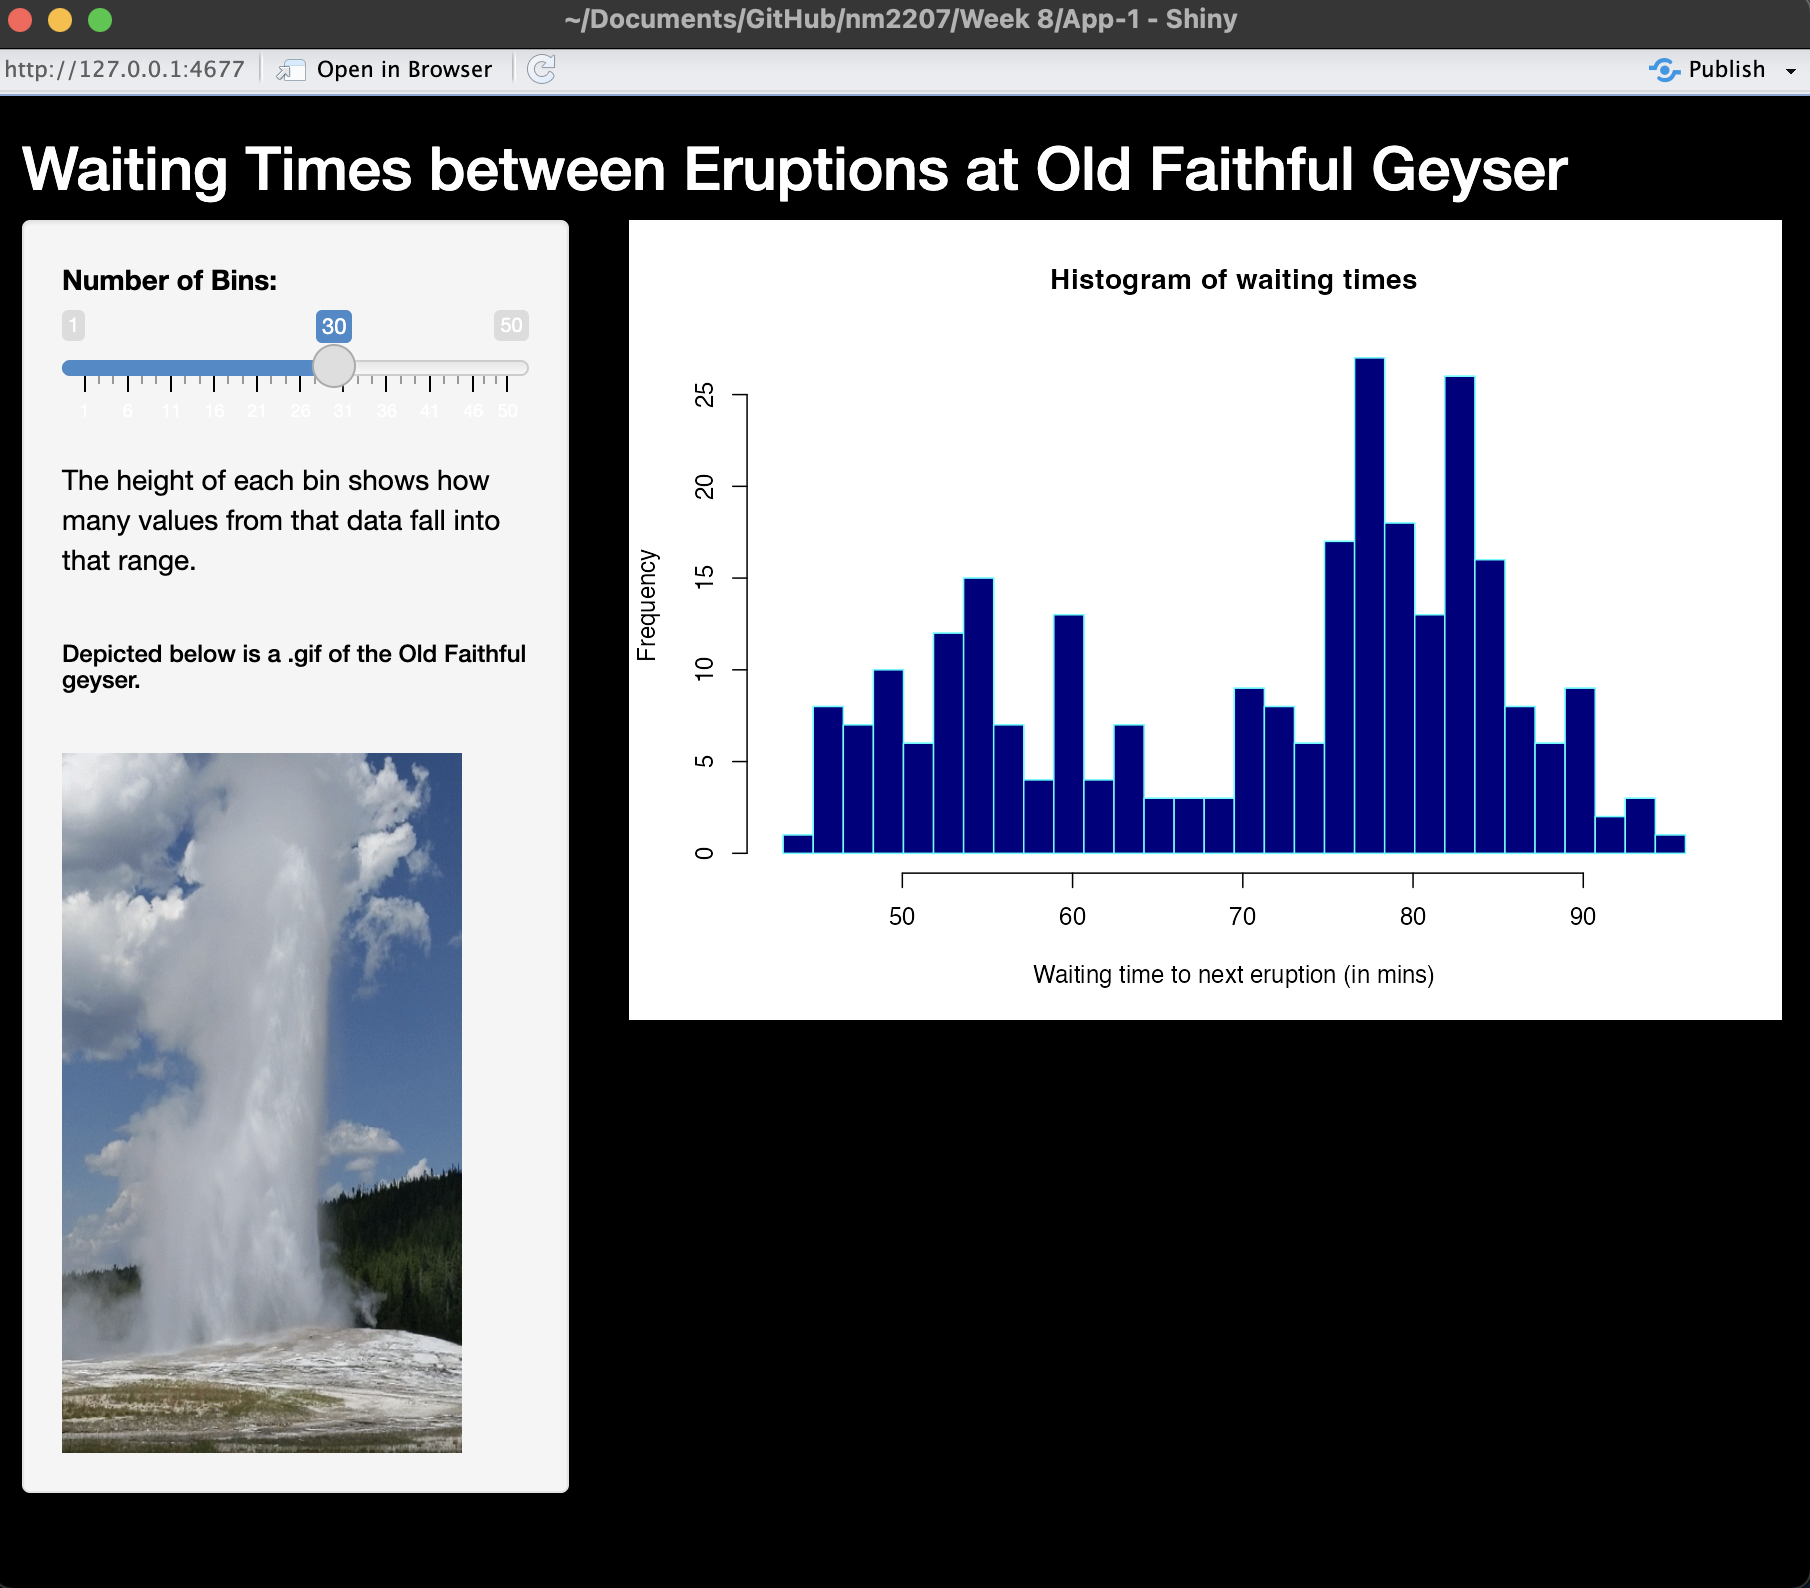 ~/Documents/GitHub/nm2207/Week 8/App-1 - Shiny
http://127.0.0.1:4677 Open in Browser Publish
Waiting Times between Eruptions at Old Faithful Geyser
Number of Bins:
1 30 50
1 6 11 16 21 26 31 36 41 46 50
The height of each bin shows how
many values from that data fall into
that range.
Depicted below is a .gif of the Old Faithful
geyser.
Histogram of waiting times
Frequency
25
20
15
10
5
0
50 60 70 80 90
Waiting time to next eruption (in mins)